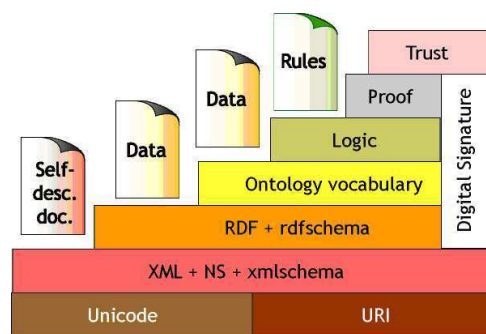 Trust
Rules
Proof
Data
Logic
Data
Ontology vocabulary
Digital Signature
Self-
desc.
doc.
RDF + rdfschema
XML + NS + xmlschema
Unicode
URI